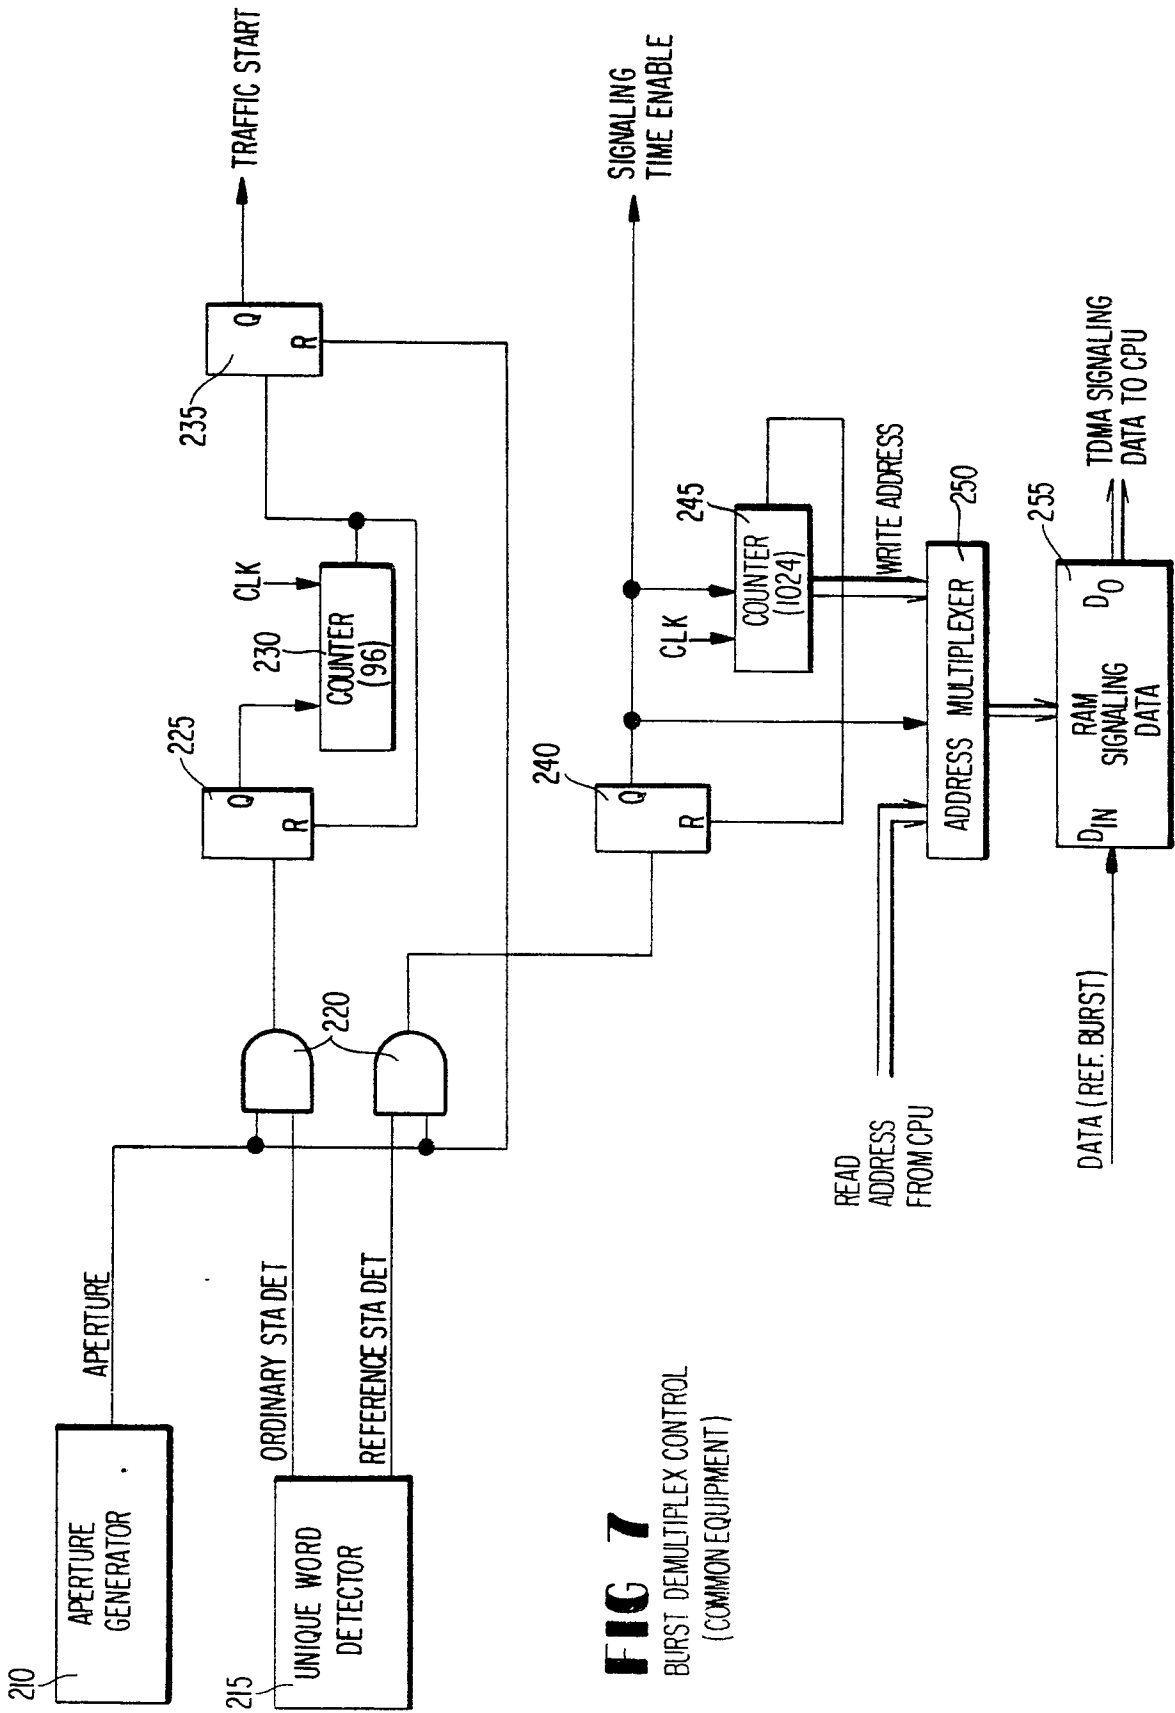 210
APERTURE
GENERATOR
APERTURE
215
UNIQUE WORD
DETECTOR
ORDINARY STA DET
REFERENCE STA DET
220
225
Q
R
CLK
230
COUNTER
(96)
235
Q
R
TRAFFIC START
240
Q
R
SIGNALING
TIME ENABLE
CLK
245
COUNTER
(1024)
WRITE ADDRESS
READ
ADDRESS
FROM CPU
ADDRESS MULTIPLEXER
250
DATA (REF. BURST)
DIN
RAM
SIGNALING
DATA
DO
255
TDMA SIGNALING
DATA TO CPU
FIG 7
BURST DEMULTIPLEX CONTROL
(COMMON EQUIPMENT)